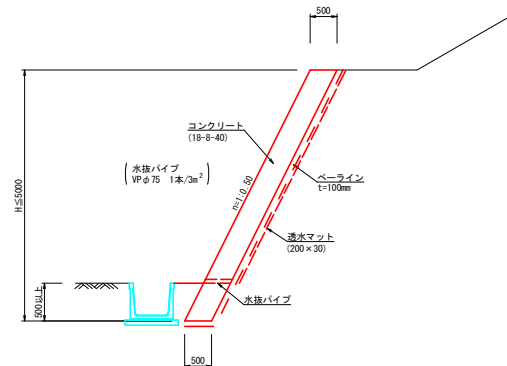 500
コンクリート
(18-8-40)
水抜パイプ
VPφ75 1本/3m²
n=1:0.50
ペーライン
t=100mm
H≦5000
透水マット
(200×30)
500以上
水抜パイプ
500